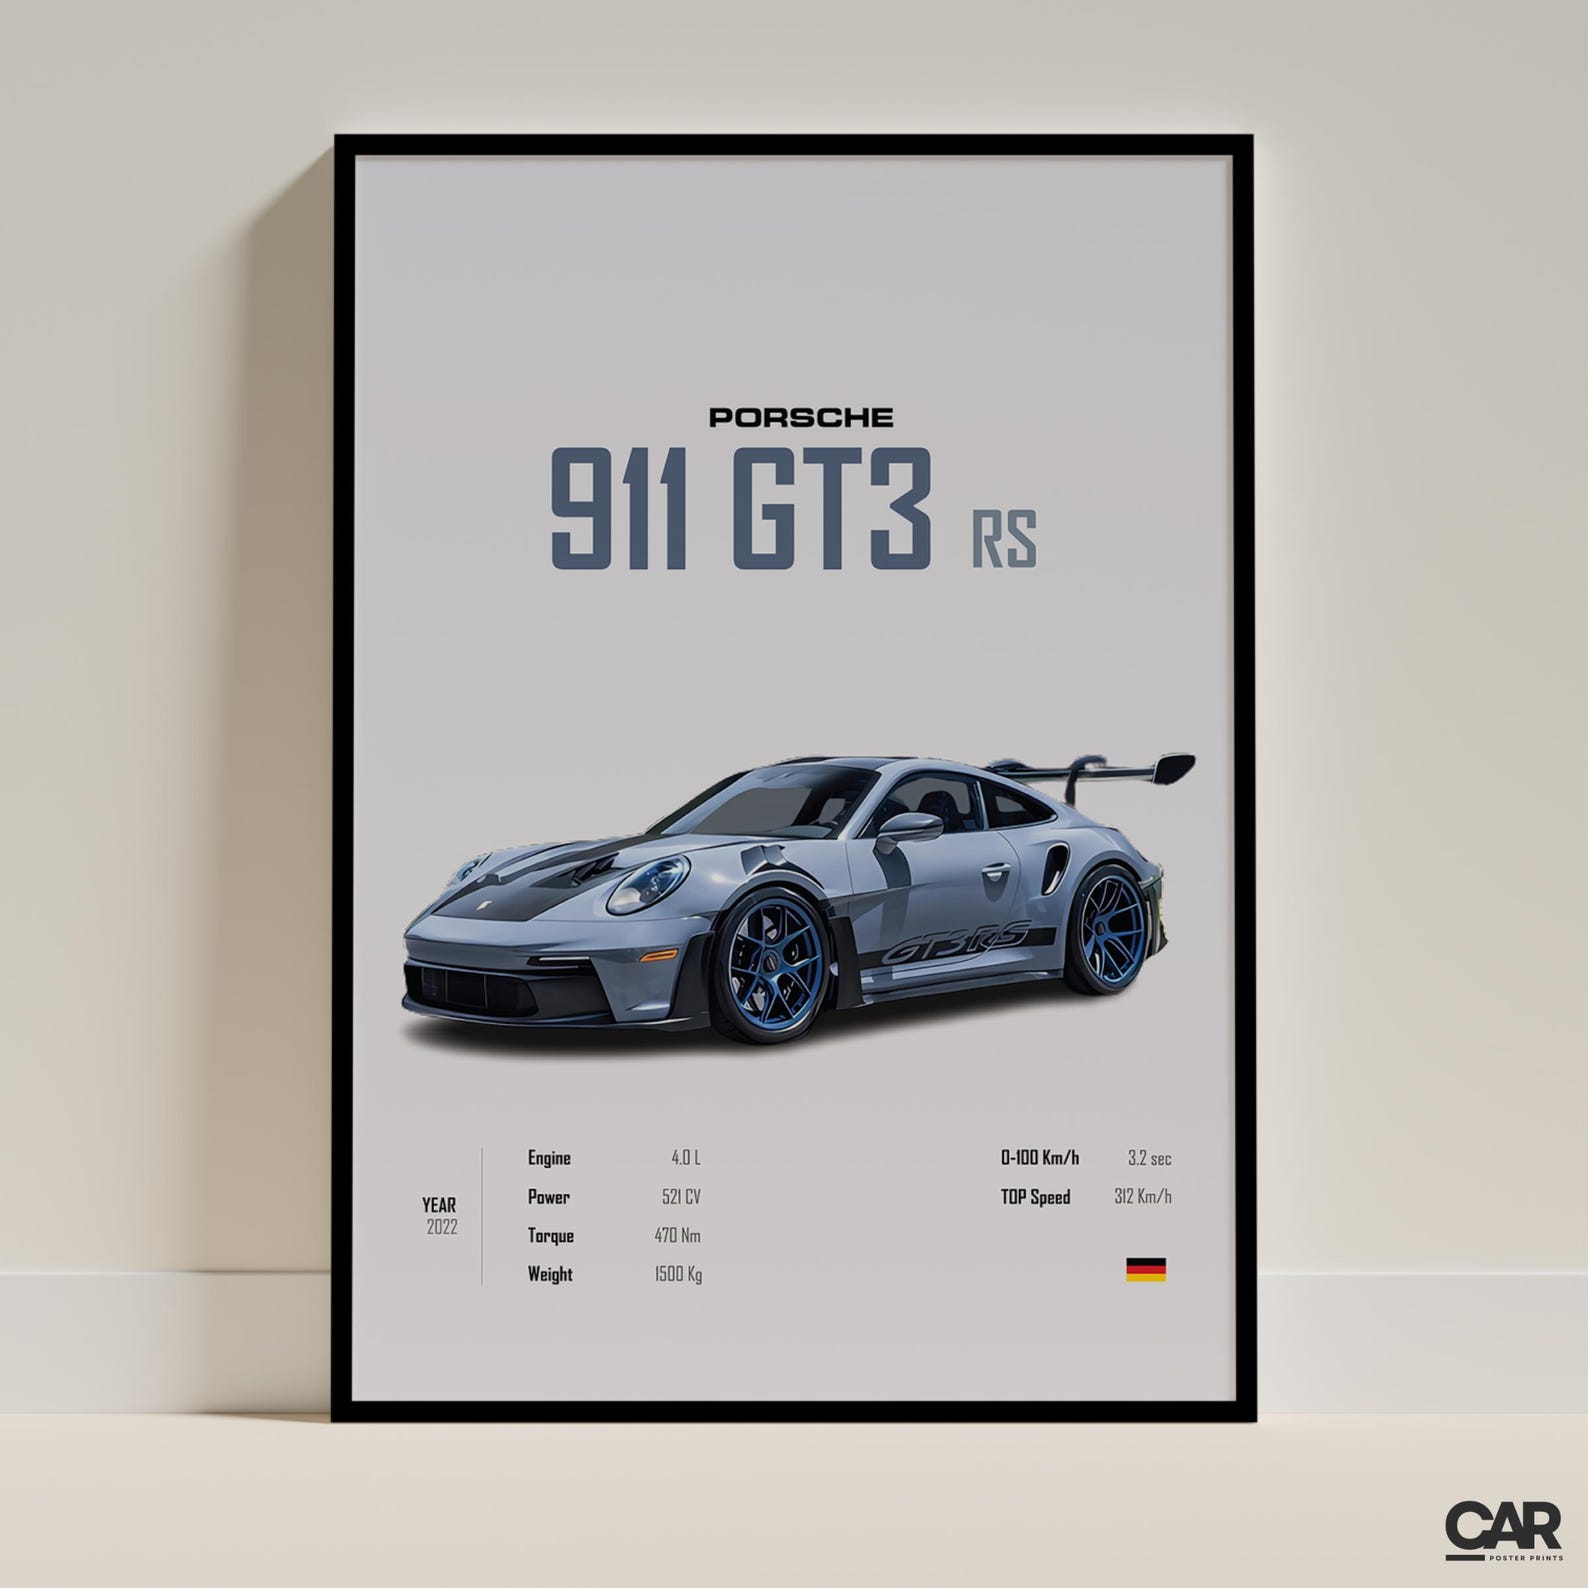 PORSCHE
911 GT3 RS
GT3 RS
YEAR
2022
Engine 4.0 L
Power 521 CV
Torque 470 Nm
Weight 1500 Kg
0-100 Km/h 3.2 sec
TOP Speed 312 Km/h
CAR
POSTER PRINTS